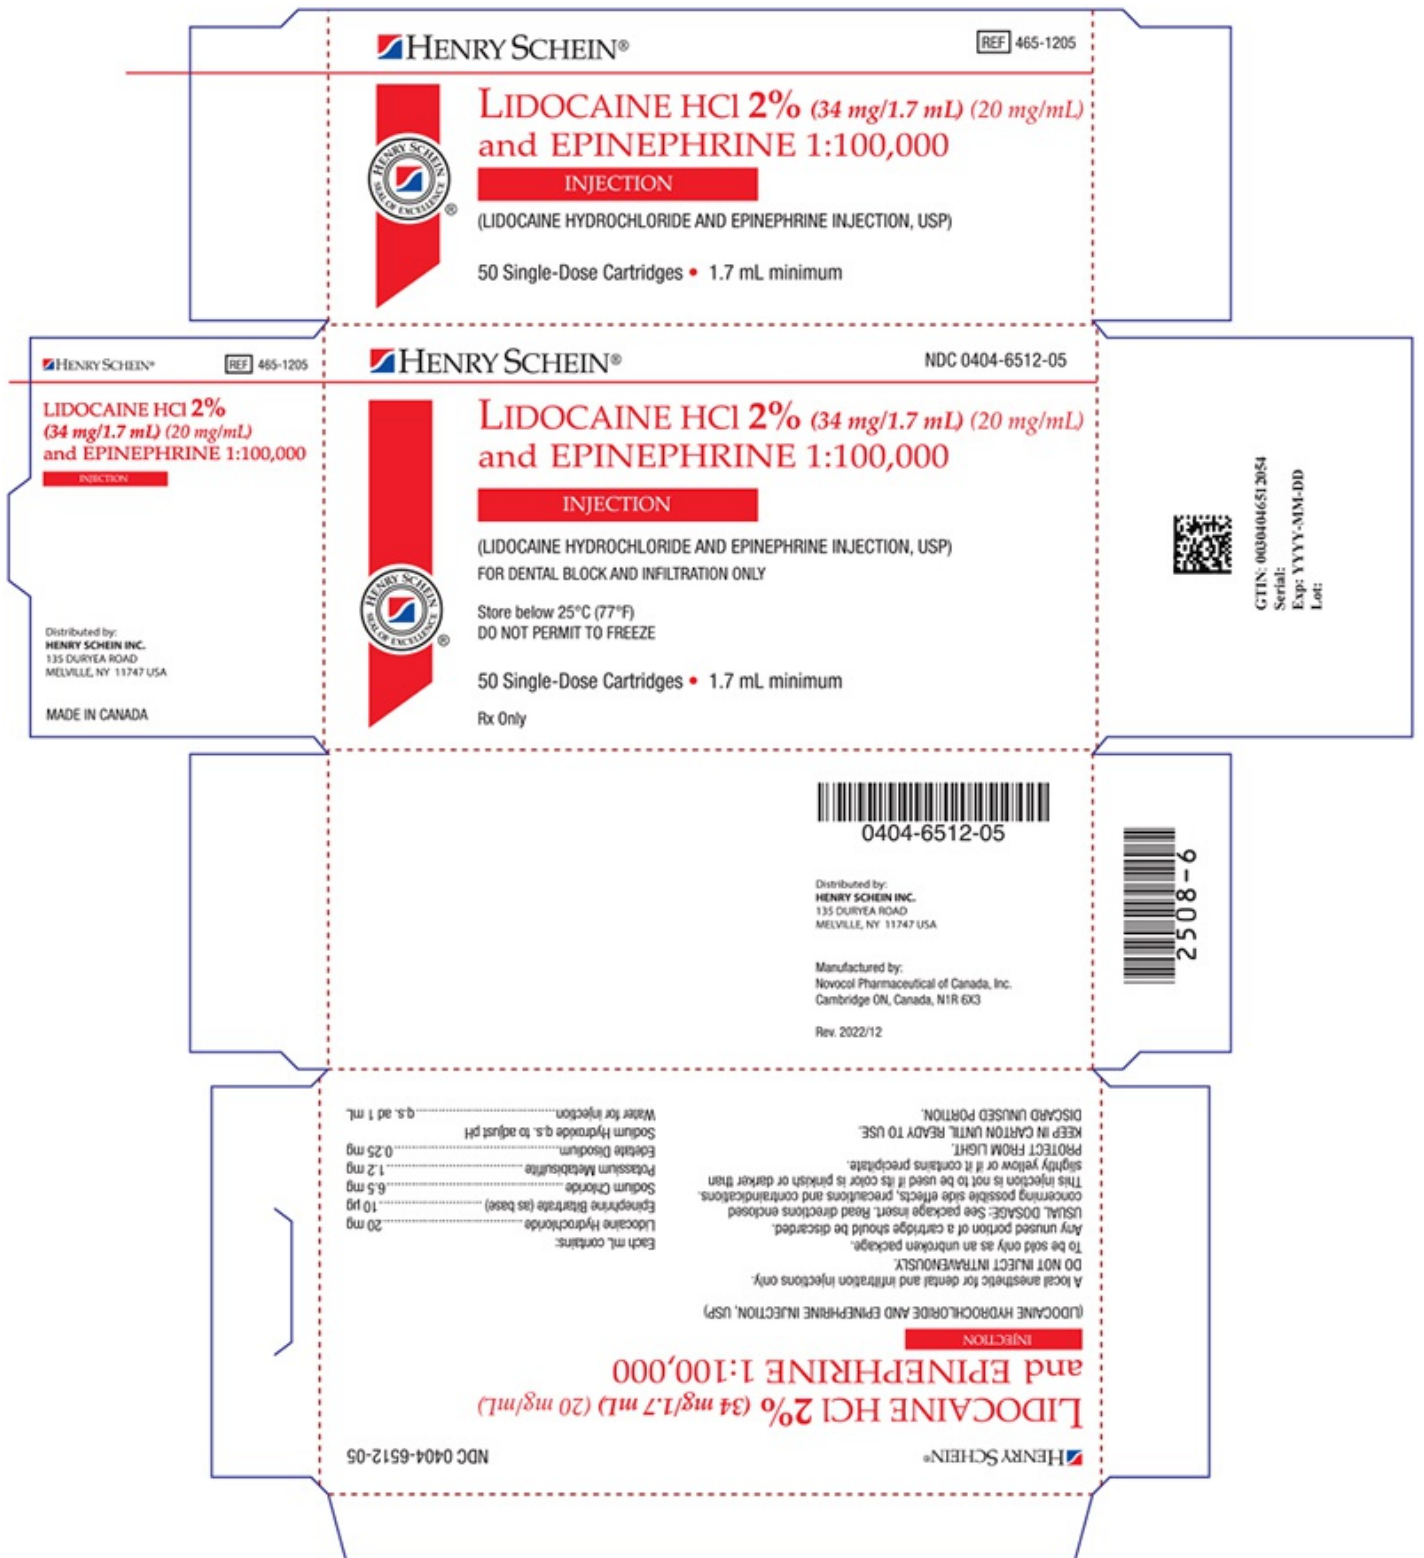 HENRY SCHEIN®
REF 465-1205
LIDOCAINE HCl 2% (34 mg/1.7 mL) (20 mg/mL)
and EPINEPHRINE 1:100,000
INJECTION
HENRY SCHEIN
SEAL OF EXCELLENCE
®
(LIDOCAINE HYDROCHLORIDE AND EPINEPHRINE INJECTION, USP)
50 Single-Dose Cartridges • 1.7 mL minimum
HENRY SCHEIN®
REF 465-1205
LIDOCAINE HCl 2%
(34 mg/1.7 mL) (20 mg/mL)
and EPINEPHRINE 1:100,000
INJECTION
Distributed by:
HENRY SCHEIN INC.
135 DURYEA ROAD
MELVILLE, NY 11747 USA
MADE IN CANADA
HENRY SCHEIN®
NDC 0404-6512-05
LIDOCAINE HCl 2% (34 mg/1.7 mL) (20 mg/mL)
and EPINEPHRINE 1:100,000
INJECTION
(LIDOCAINE HYDROCHLORIDE AND EPINEPHRINE INJECTION, USP)
FOR DENTAL BLOCK AND INFILTRATION ONLY
HENRY SCHEIN
SEAL OF EXCELLENCE
®
Store below 25°C (77°F)
DO NOT PERMIT TO FREEZE
50 Single-Dose Cartridges • 1.7 mL minimum
Rx Only
GTIN: 00304046512054
Serial:
Exp: YYYY-MM-DD
Lot:
0404-6512-05
Distributed by:
HENRY SCHEIN INC.
135 DURYEA ROAD
MELVILLE, NY 11747 USA
Manufactured by:
Novocol Pharmaceutical of Canada, Inc.
Cambridge ON, Canada, N1R 6X3
Rev. 2022/12
2508-6
HENRY SCHEIN®
NDC 0404-6512-05
LIDOCAINE HCl 2% (34 mg/1.7 mL) (20 mg/mL)
and EPINEPHRINE 1:100,000
INJECTION
(LIDOCAINE HYDROCHLORIDE AND EPINEPHRINE INJECTION, USP)
A local anesthetic for dental and infiltration injections only.
DO NOT INJECT INTRAVENOUSLY.
To be sold only as an unbroken package.
Any unused portion of a cartridge should be discarded.
USUAL DOSAGE: See package insert. Read directions enclosed
concerning possible side effects, precautions and contraindications.
This injection is not to be used if its color is pinkish or darker than
slightly yellow or if it contains precipitate.
PROTECT FROM LIGHT.
KEEP IN CARTON UNTIL READY TO USE.
DISCARD UNUSED PORTION.
Each mL contains:
Lidocaine Hydrochloride 20 mg
Epinephrine Bitartrate (as base) 10 µg
Sodium Chloride 6.5 mg
Potassium Metabisulfite 1.2 mg
Edetate Disodium 0.25 mg
Sodium Hydroxide q.s. to adjust pH
Water for injection q.s. ad 1 mL